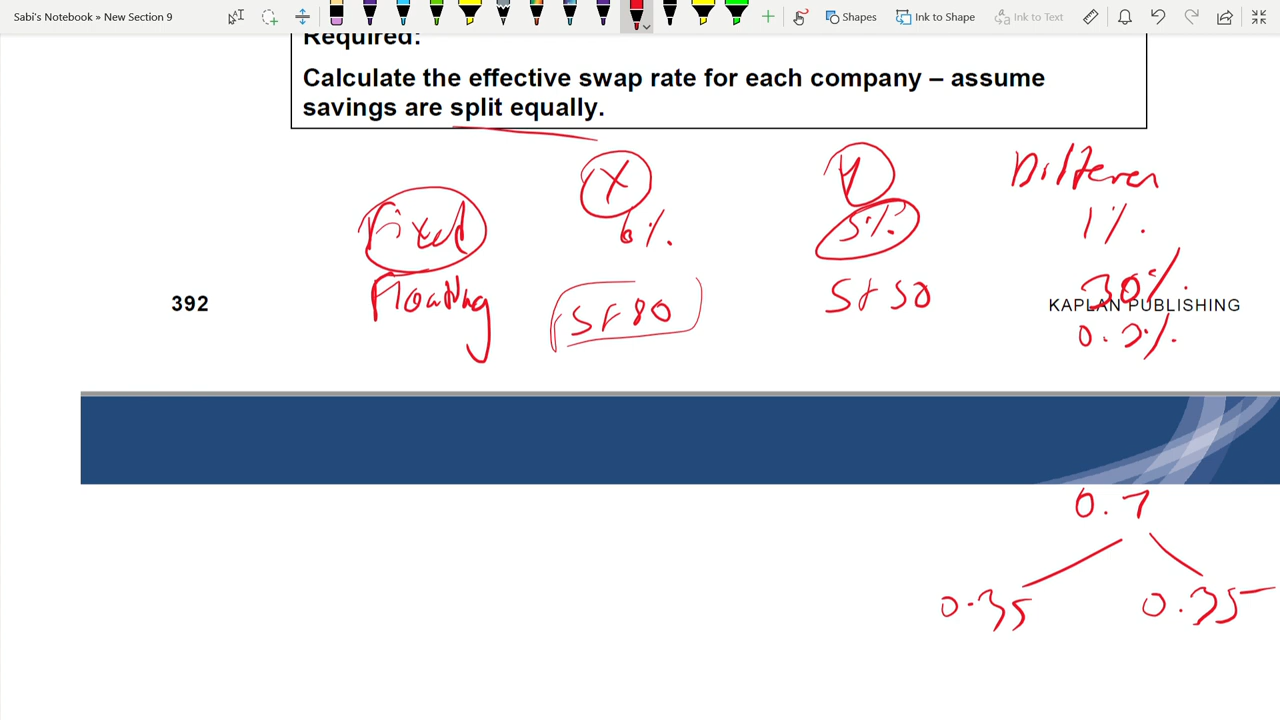 Sabi's Notebook » New Section 9
Shapes
Ink to Shape
Ink to Text
Required:
Calculate the effective swap rate for each company – assume
savings are split equally.
X Y Differen
Fixed 6% 5% 1%.
Floating S+80 S+50 30%.
392
KAPLAN PUBLISHING
0.3%.
0.7
0.35 0.35